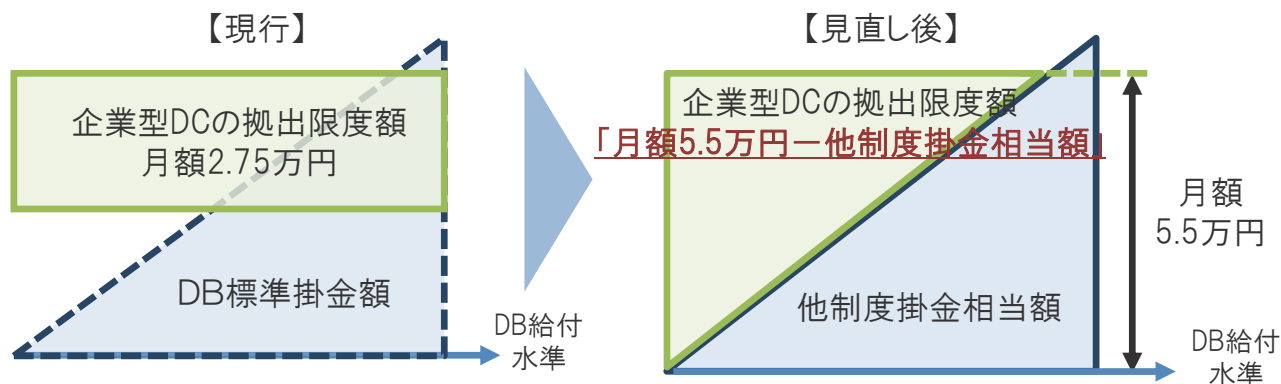 【現行】
企業型DCの拠出限度額
月額2.75万円
DB標準掛金額
DB給付
水準
【見直し後】
企業型DCの拠出限度額
「月額5.5万円－他制度掛金相当額」
他制度掛金相当額
月額
5.5万円
DB給付
水準